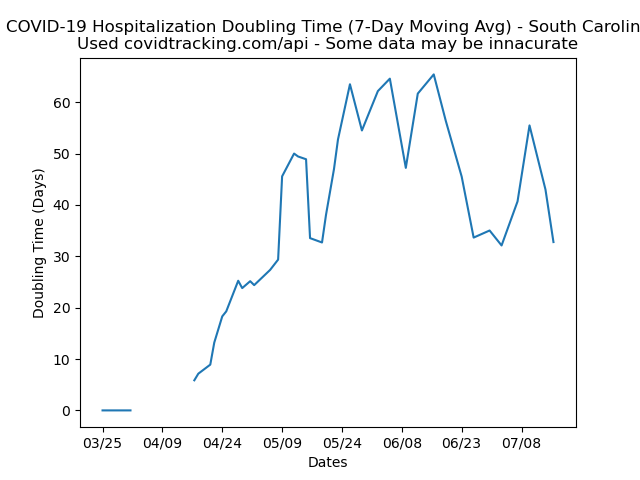 COVID-19 Hospitalization Doubling Time (7-Day Moving Avg) - South Carolin
Used covidtracking.com/api - Some data may be innacurate
60
50
40
30
20
10
0
Doubling Time (Days)
03/25 04/09 04/24 05/09 05/24 06/08 06/23 07/08
Dates